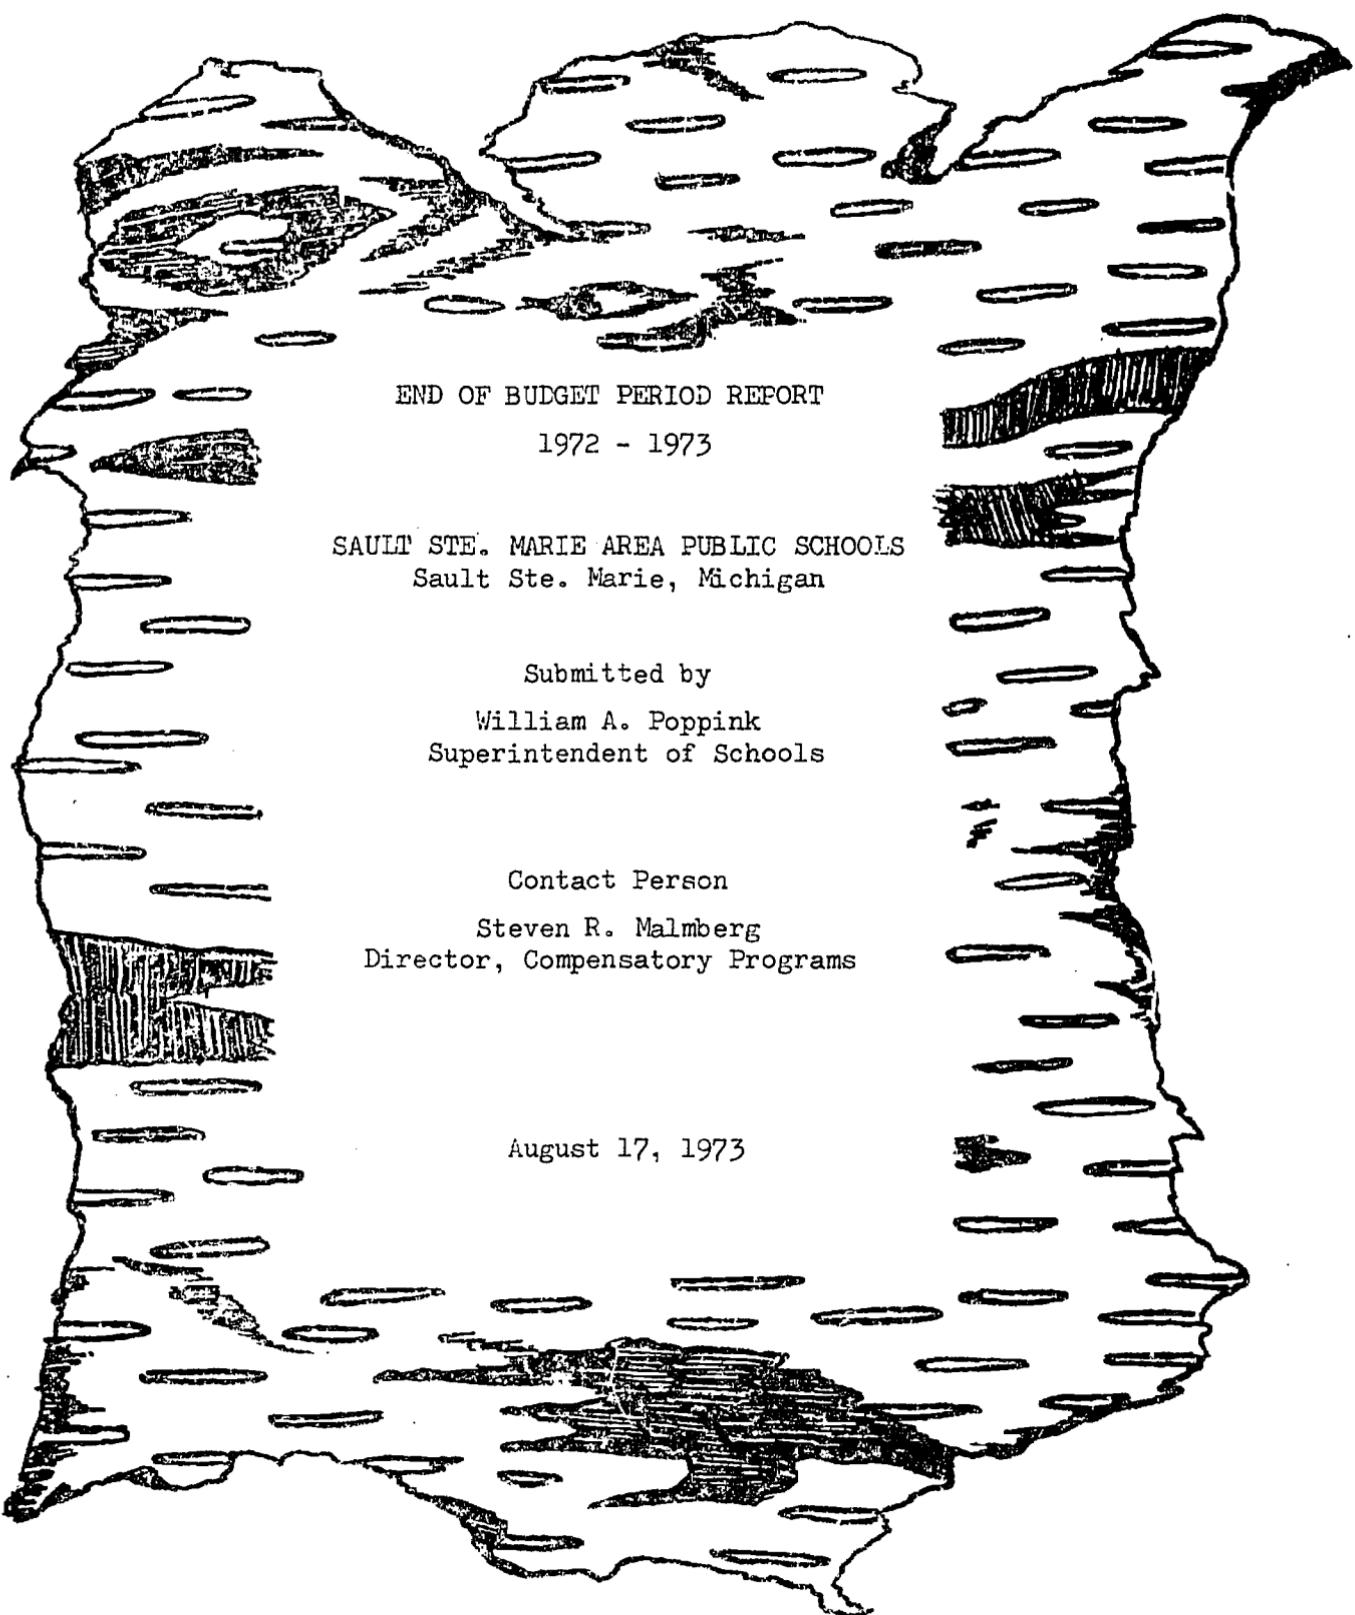 END OF BUDGET PERIOD REPORT
1972 - 1973
SAULT STE. MARIE AREA PUBLIC SCHOOLS
Sault Ste. Marie, Michigan
Submitted by
William A. Poppink
Superintendent of Schools
Contact Person
Steven R. Malmberg
Director, Compensatory Programs
August 17, 1973